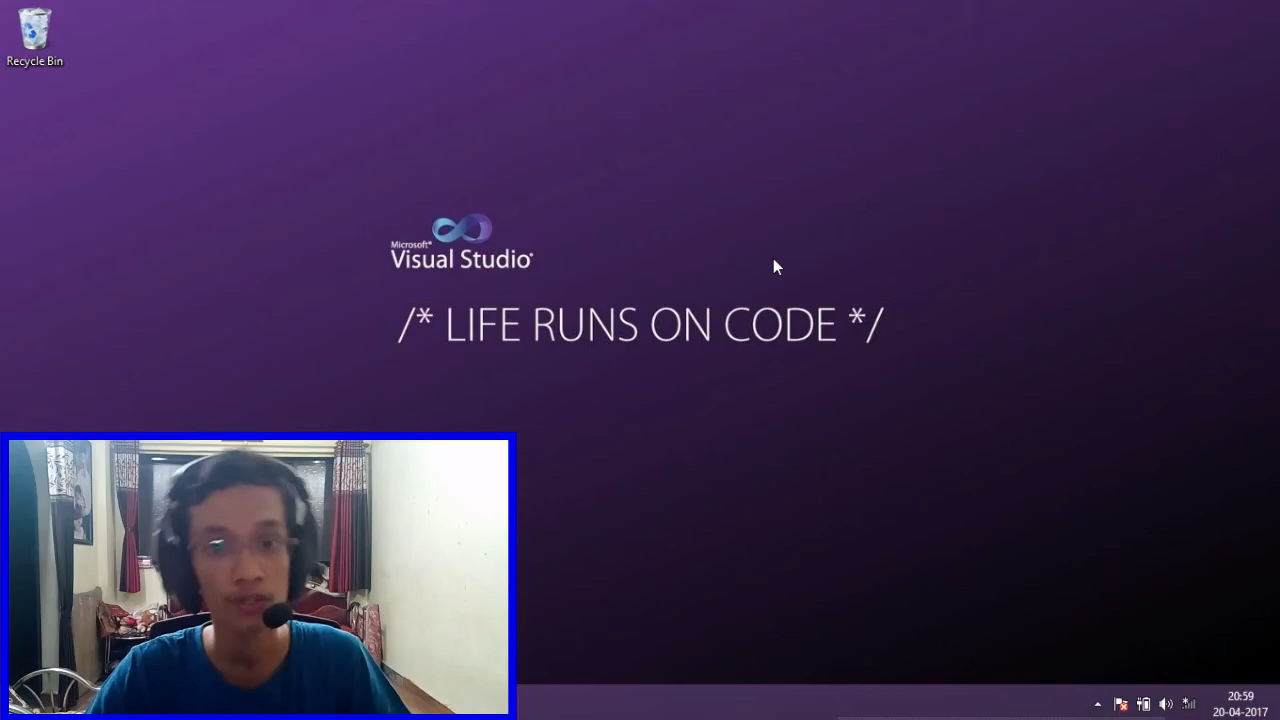 Recycle Bin
Microsoft®
Visual Studio®
/* LIFE RUNS ON CODE */
20:59
20-04-2017